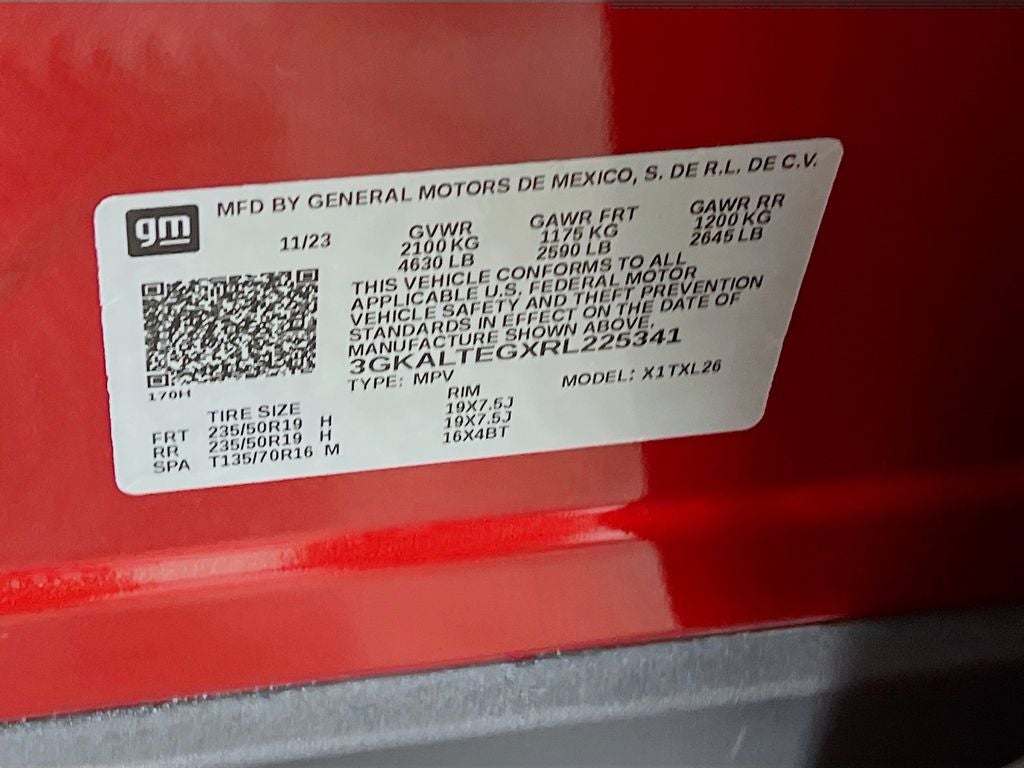 gm
MFD BY GENERAL MOTORS DE MEXICO, S. DE R.L. DE C.V.
11/23 GVWR GAWR FRT GAWR RR
2100 KG 1175 KG 1200 KG
4630 LB 2590 LB 2645 LB
THIS VEHICLE CONFORMS TO ALL
APPLICABLE U.S. FEDERAL MOTOR
VEHICLE SAFETY AND THEFT PREVENTION
STANDARDS IN EFFECT ON THE DATE OF
MANUFACTURE SHOWN ABOVE.
3GKALTEGXRL225341
TYPE: MPV MODEL: X1TXL26
170H
TIRE SIZE RIM
FRT 235/50R19 H 19X7.5J
RR 235/50R19 H 19X7.5J
SPA T135/70R16 M 16X4BT